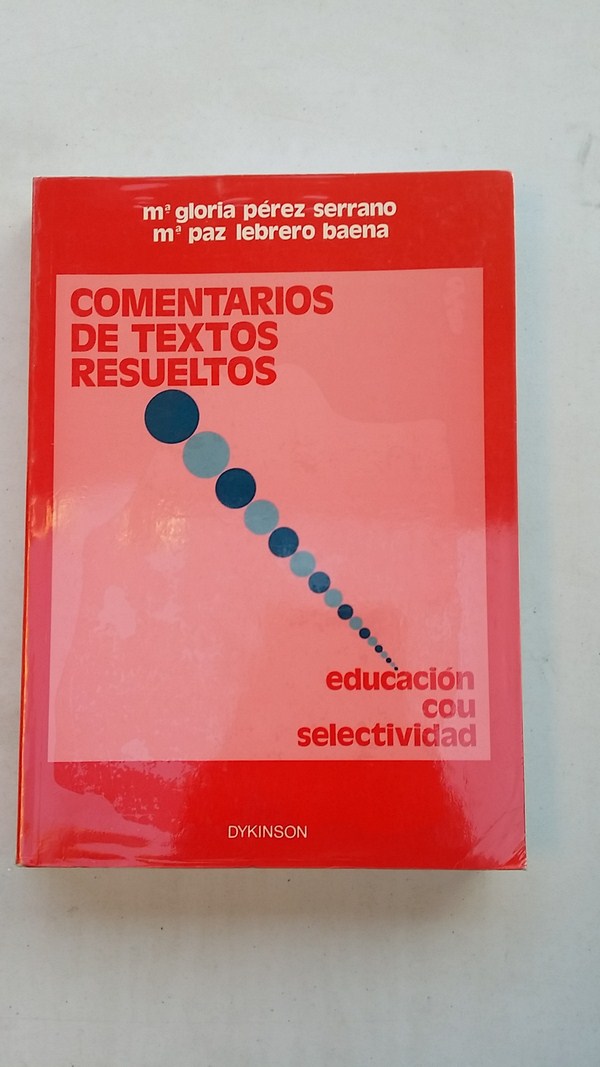 mª gloria pérez serrano
mª paz lebrero baena
COMENTARIOS
DE TEXTOS
RESUELTOS
educación
cou
selectividad
DYKINSON